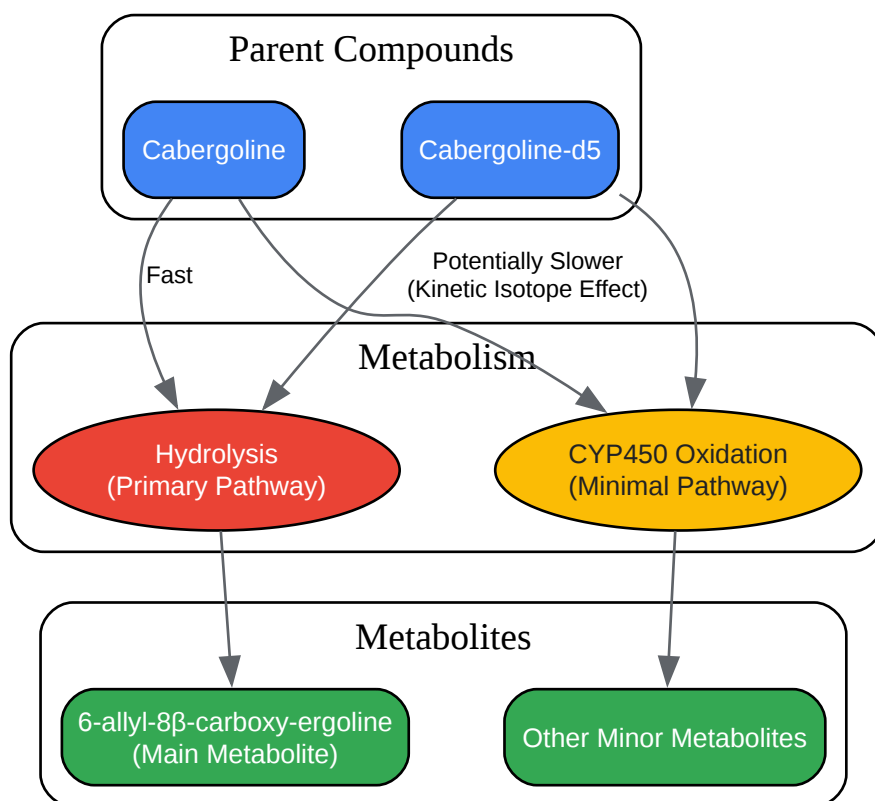 Parent Compounds
Cabergoline
Cabergoline-d5
Fast
Potentially Slower
(Kinetic Isotope Effect)
Metabolism
Hydrolysis
(Primary Pathway)
CYP450 Oxidation
(Minimal Pathway)
Metabolites
6-allyl-8β-carboxy-ergoline
(Main Metabolite)
Other Minor Metabolites